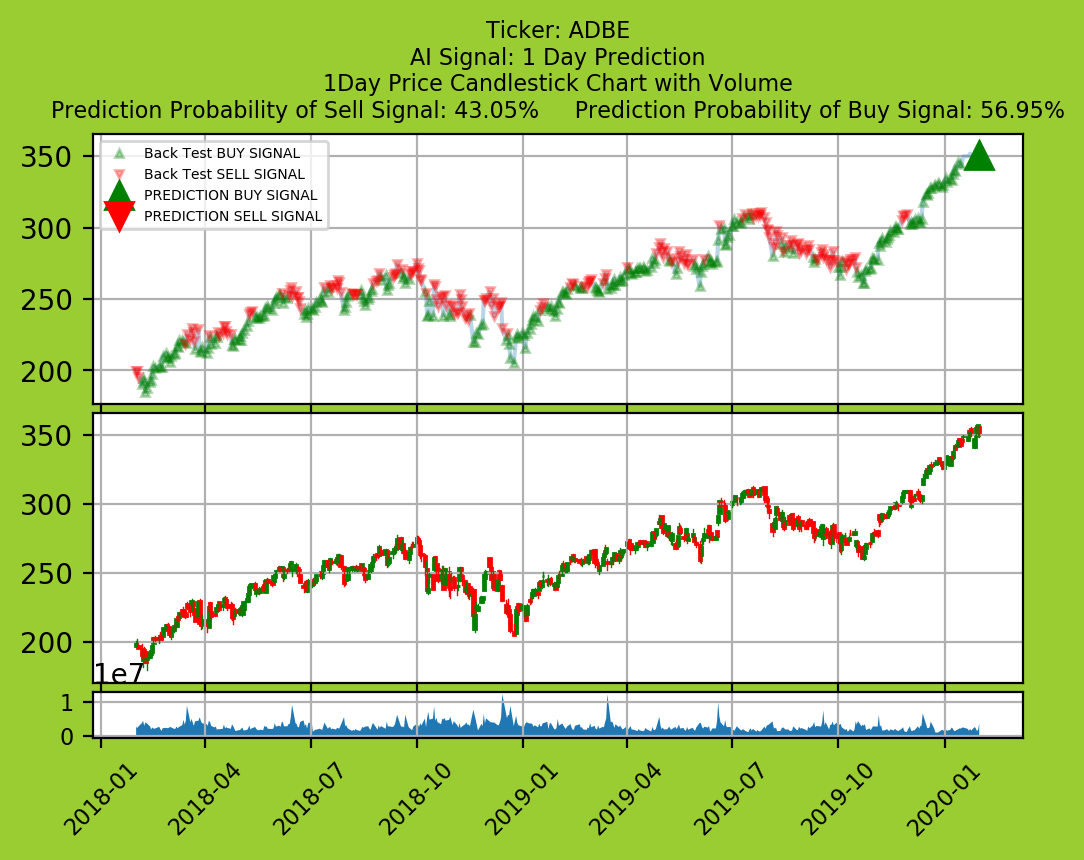 Ticker: ADBE
AI Signal: 1 Day Prediction
1Day Price Candlestick Chart with Volume
Prediction Probability of Sell Signal: 43.05% Prediction Probability of Buy Signal: 56.95%
Back Test BUY SIGNAL
Back Test SELL SIGNAL
PREDICTION BUY SIGNAL
PREDICTION SELL SIGNAL
350
300
250
200
350
300
250
200
1e7
1
0
2018-01 2018-04 2018-07 2018-10 2019-01 2019-04 2019-07 2019-10 2020-01